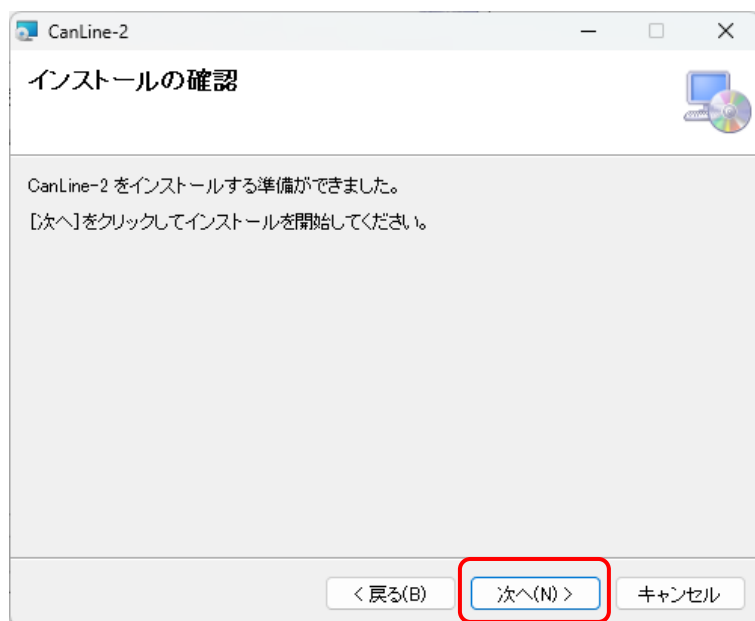 CanLine-2
インストールの確認
CanLine-2 をインストールする準備ができました。
[次へ]をクリックしてインストールを開始してください。
< 戻る(B)
次へ(N) >
キャンセル